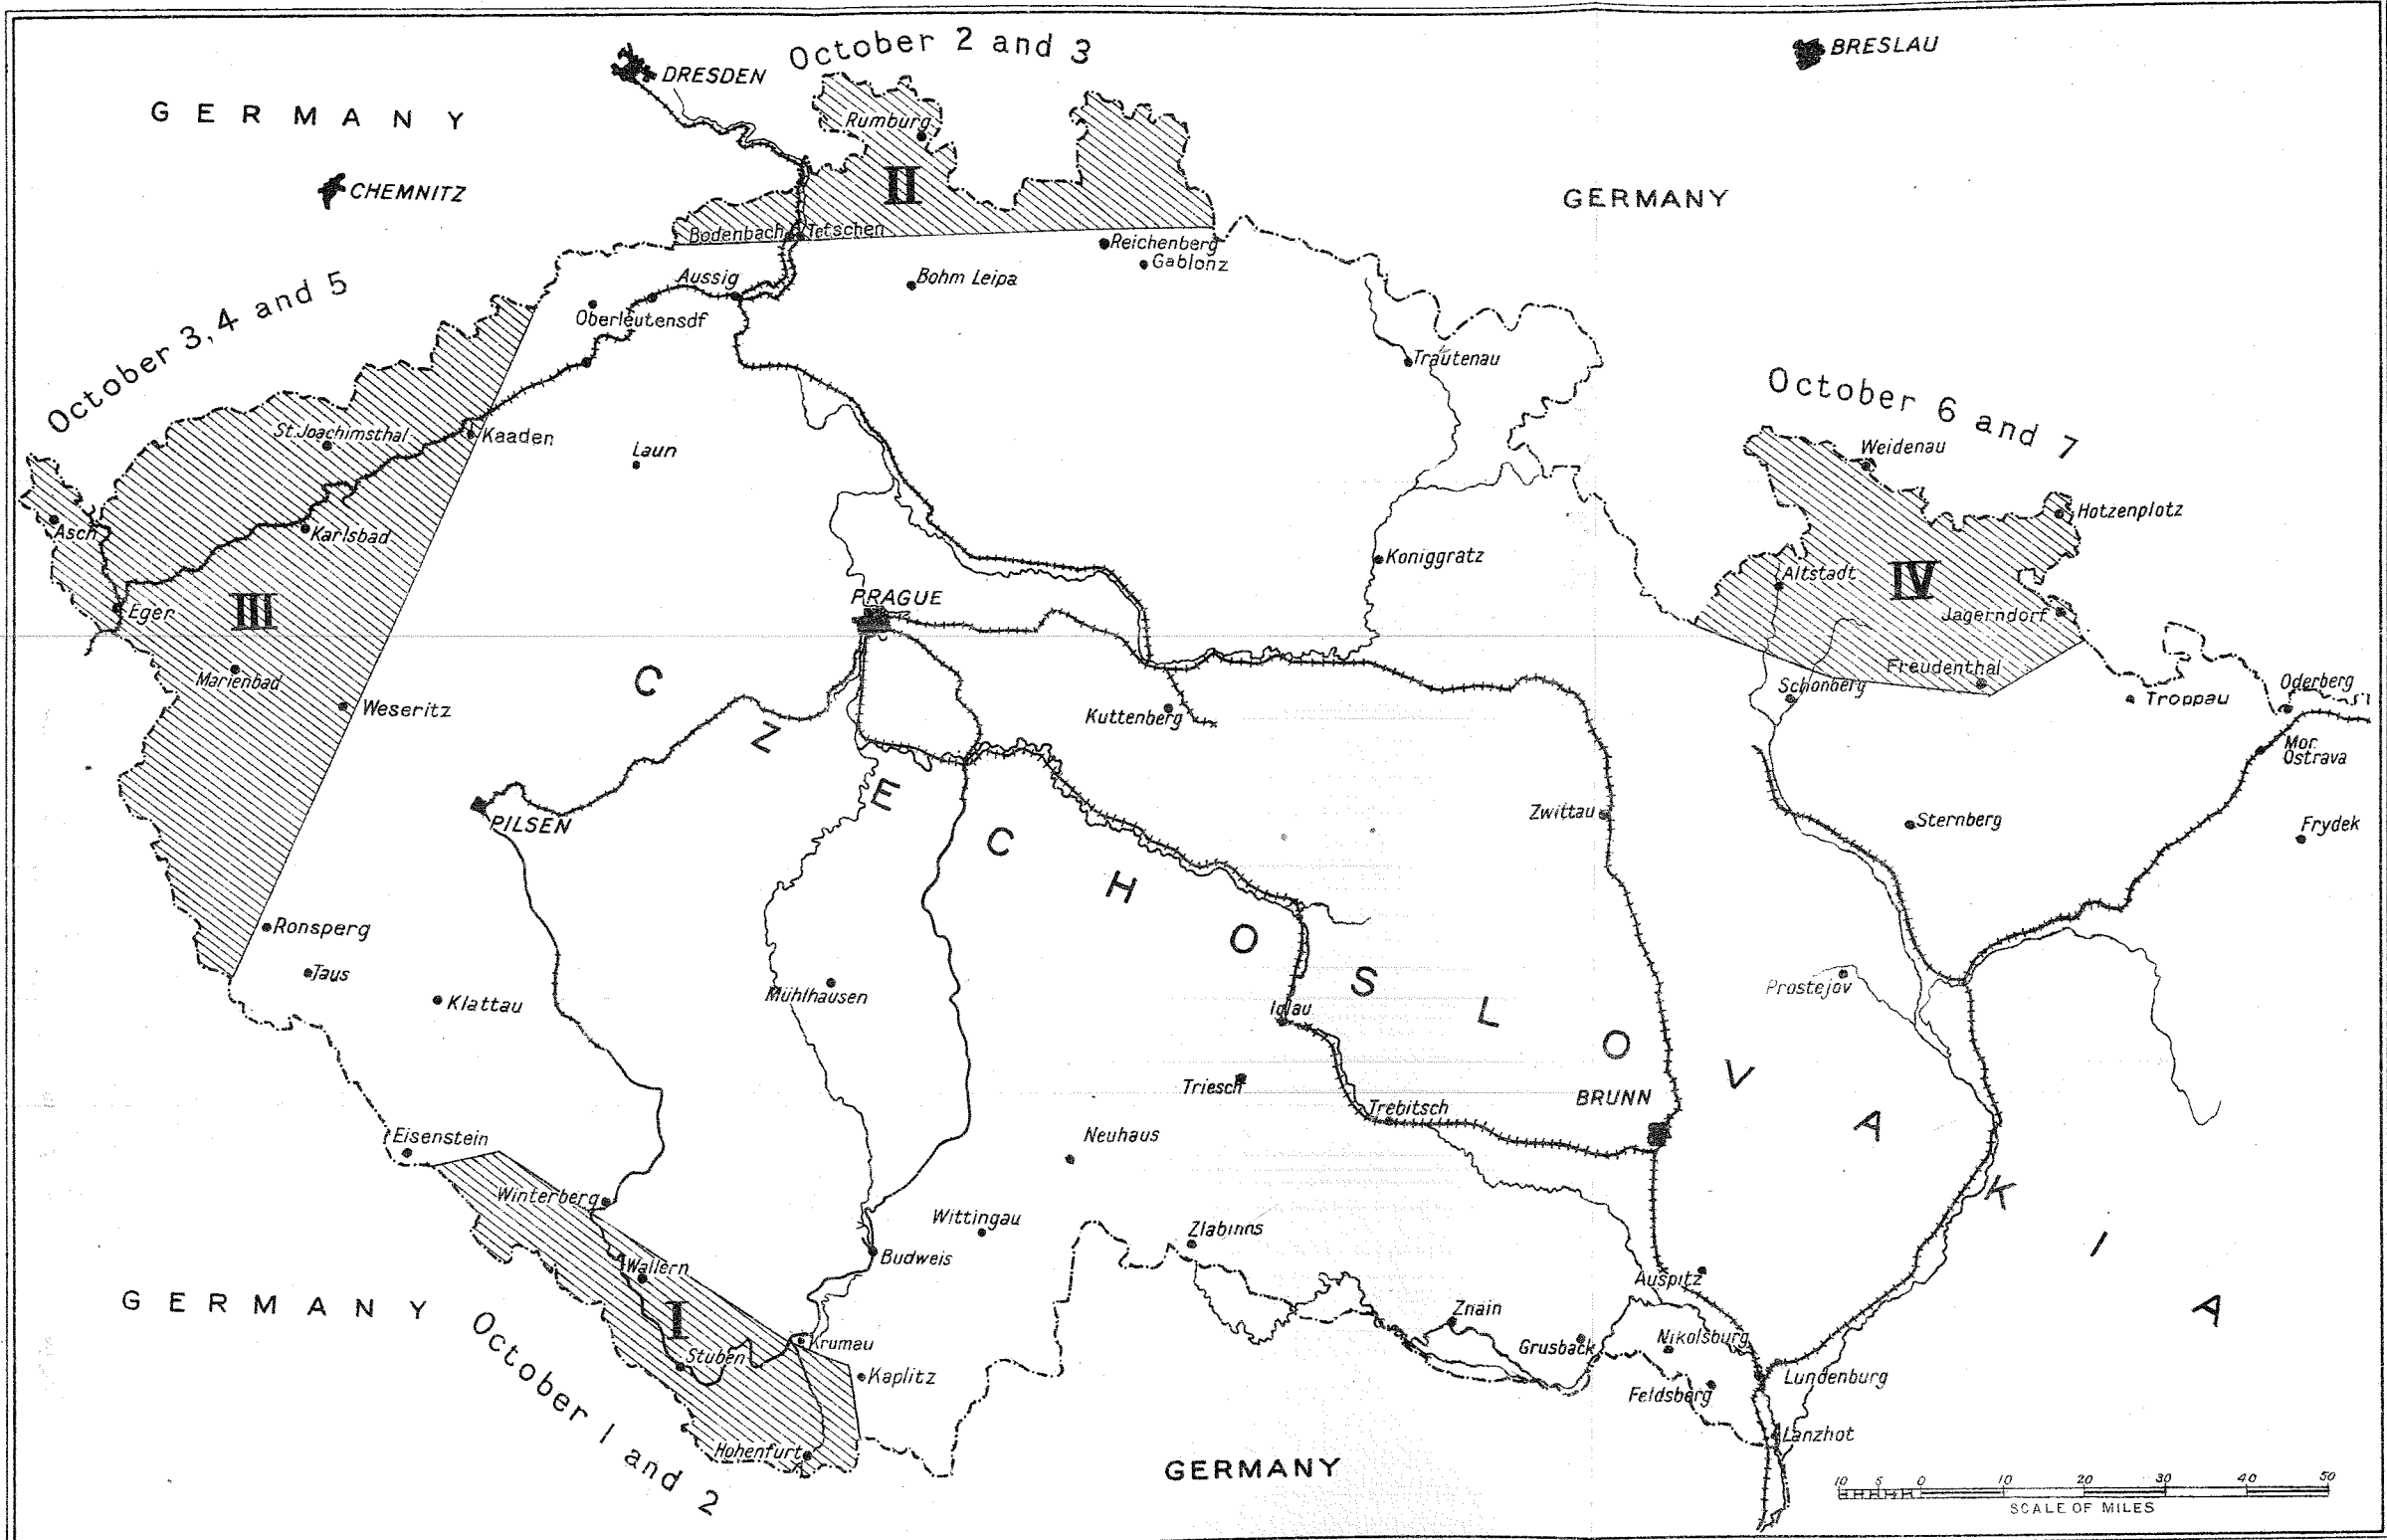 October 2 and 3
BRESLAU
DRESDEN
GERMANY
Rumburg
II
CHEMNITZ
GERMANY
Bodenbach
Tetschen
Reichenberg
Gablonz
Aussig
Bohm Leipa
October 3, 4 and 5
Oberleutensdf
Trautenau
October 6 and 7
St. Joachimsthal
Kaaden
Laun
Weidenau
Hotzenplotz
Asch
Karlsbad
Koniggratz
Altstadt
IV
PRAGUE
Eger
III
Jagerndorf
Marienbad
Weseritz
Freudenthal
Schonberg
Oderberg
Troppau
Kuttenberg
Mor.
Ostrava
PILSEN
Zwittau
Sternberg
Frydek
CZECHOSLOVAKIA
Ronsperg
Taus
Klattau
Mühlhausen
Iglau
Prostejov
Triesch
Trebitsch
BRUNN
Eisenstein
Neuhaus
Winterberg
Wittingau
Zlabinns
Budweis
Wallern
Auspitz
GERMANY
I
Krumau
Znain
Grusback
Nikolsburg
Stuben
Kaplitz
Feldsberg
Lundenburg
October 1 and 2
Hohenfurt
Lanzhot
GERMANY
10 5 0 10 20 30 40 50
SCALE OF MILES